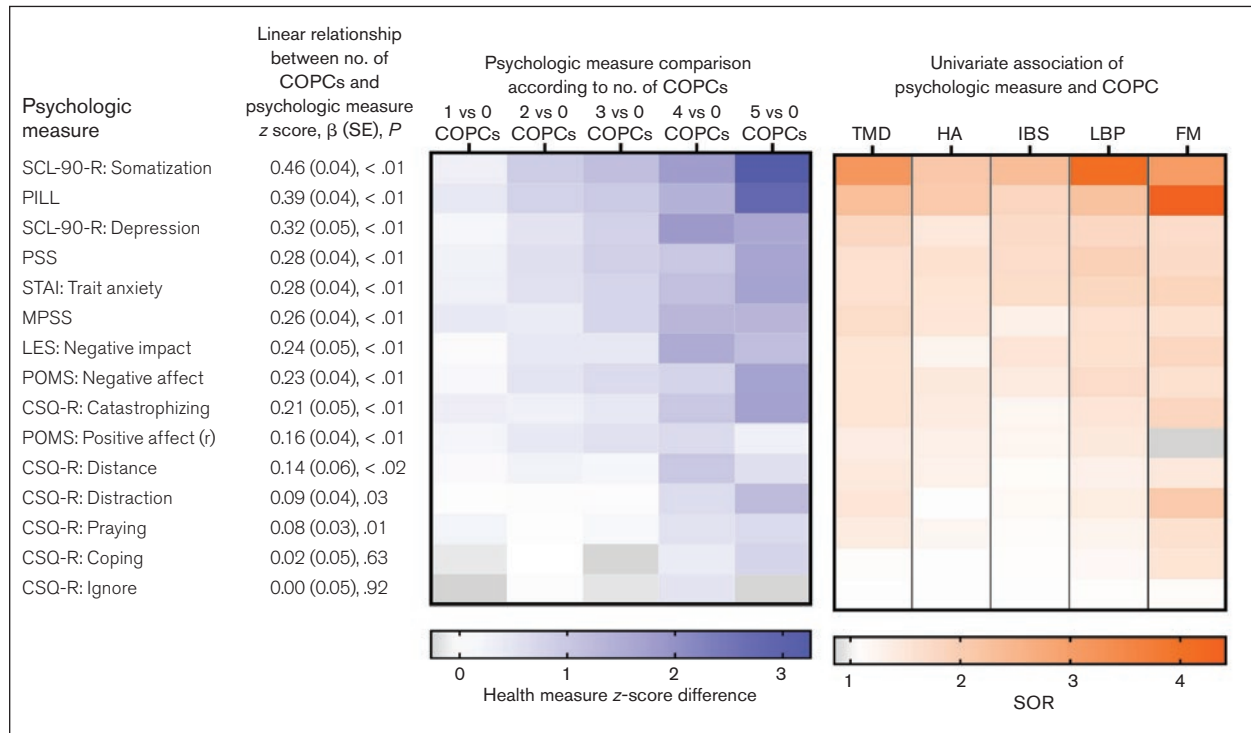 Psychologic
measure
Linear relationship
between no. of
COPCs and
psychologic measure
z score, β (SE), P
Psychologic measure comparison
according to no. of COPCs
1 vs 0 2 vs 0 3 vs 0 4 vs 0 5 vs 0
COPCs COPCs COPCs COPCs COPCs
Univariate association of
psychologic measure and COPC
TMD HA IBS LBP FM
SCL-90-R: Somatization 0.46 (0.04), < .01
PILL 0.39 (0.04), < .01
SCL-90-R: Depression 0.32 (0.05), < .01
PSS 0.28 (0.04), < .01
STAI: Trait anxiety 0.28 (0.04), < .01
MPSS 0.26 (0.04), < .01
LES: Negative impact 0.24 (0.05), < .01
POMS: Negative affect 0.23 (0.04), < .01
CSQ-R: Catastrophizing 0.21 (0.05), < .01
POMS: Positive affect (r) 0.16 (0.04), < .01
CSQ-R: Distance 0.14 (0.06), < .02
CSQ-R: Distraction 0.09 (0.04), .03
CSQ-R: Praying 0.08 (0.03), .01
CSQ-R: Coping 0.02 (0.05), .63
CSQ-R: Ignore 0.00 (0.05), .92
0 1 2 3
Health measure z-score difference
1 2 3 4
SOR